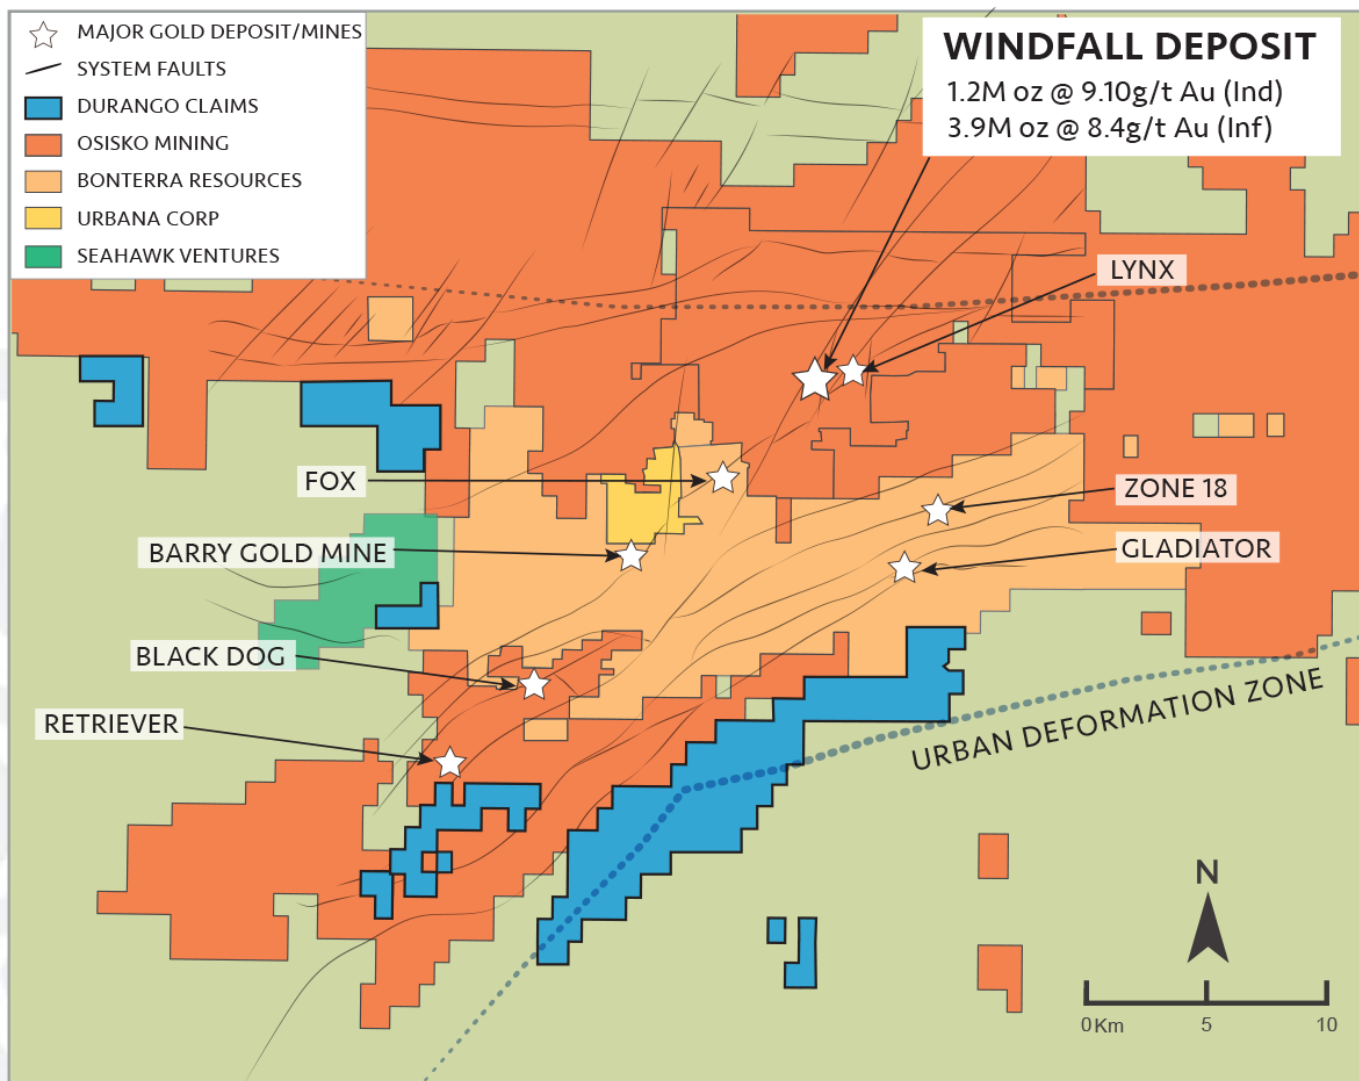 MAJOR GOLD DEPOSIT/MINES
SYSTEM FAULTS
DURANGO CLAIMS
OSISKO MINING
BONTERRA RESOURCES
URBANA CORP
SEAHAWK VENTURES
WINDFALL DEPOSIT
1.2M oz @ 9.10g/t Au (Ind)
3.9M oz @ 8.4g/t Au (Inf)
LYNX
FOX
ZONE 18
BARRY GOLD MINE
GLADIATOR
BLACK DOG
RETRIEVER
URBAN DEFORMATION ZONE
N
0Km 5 10